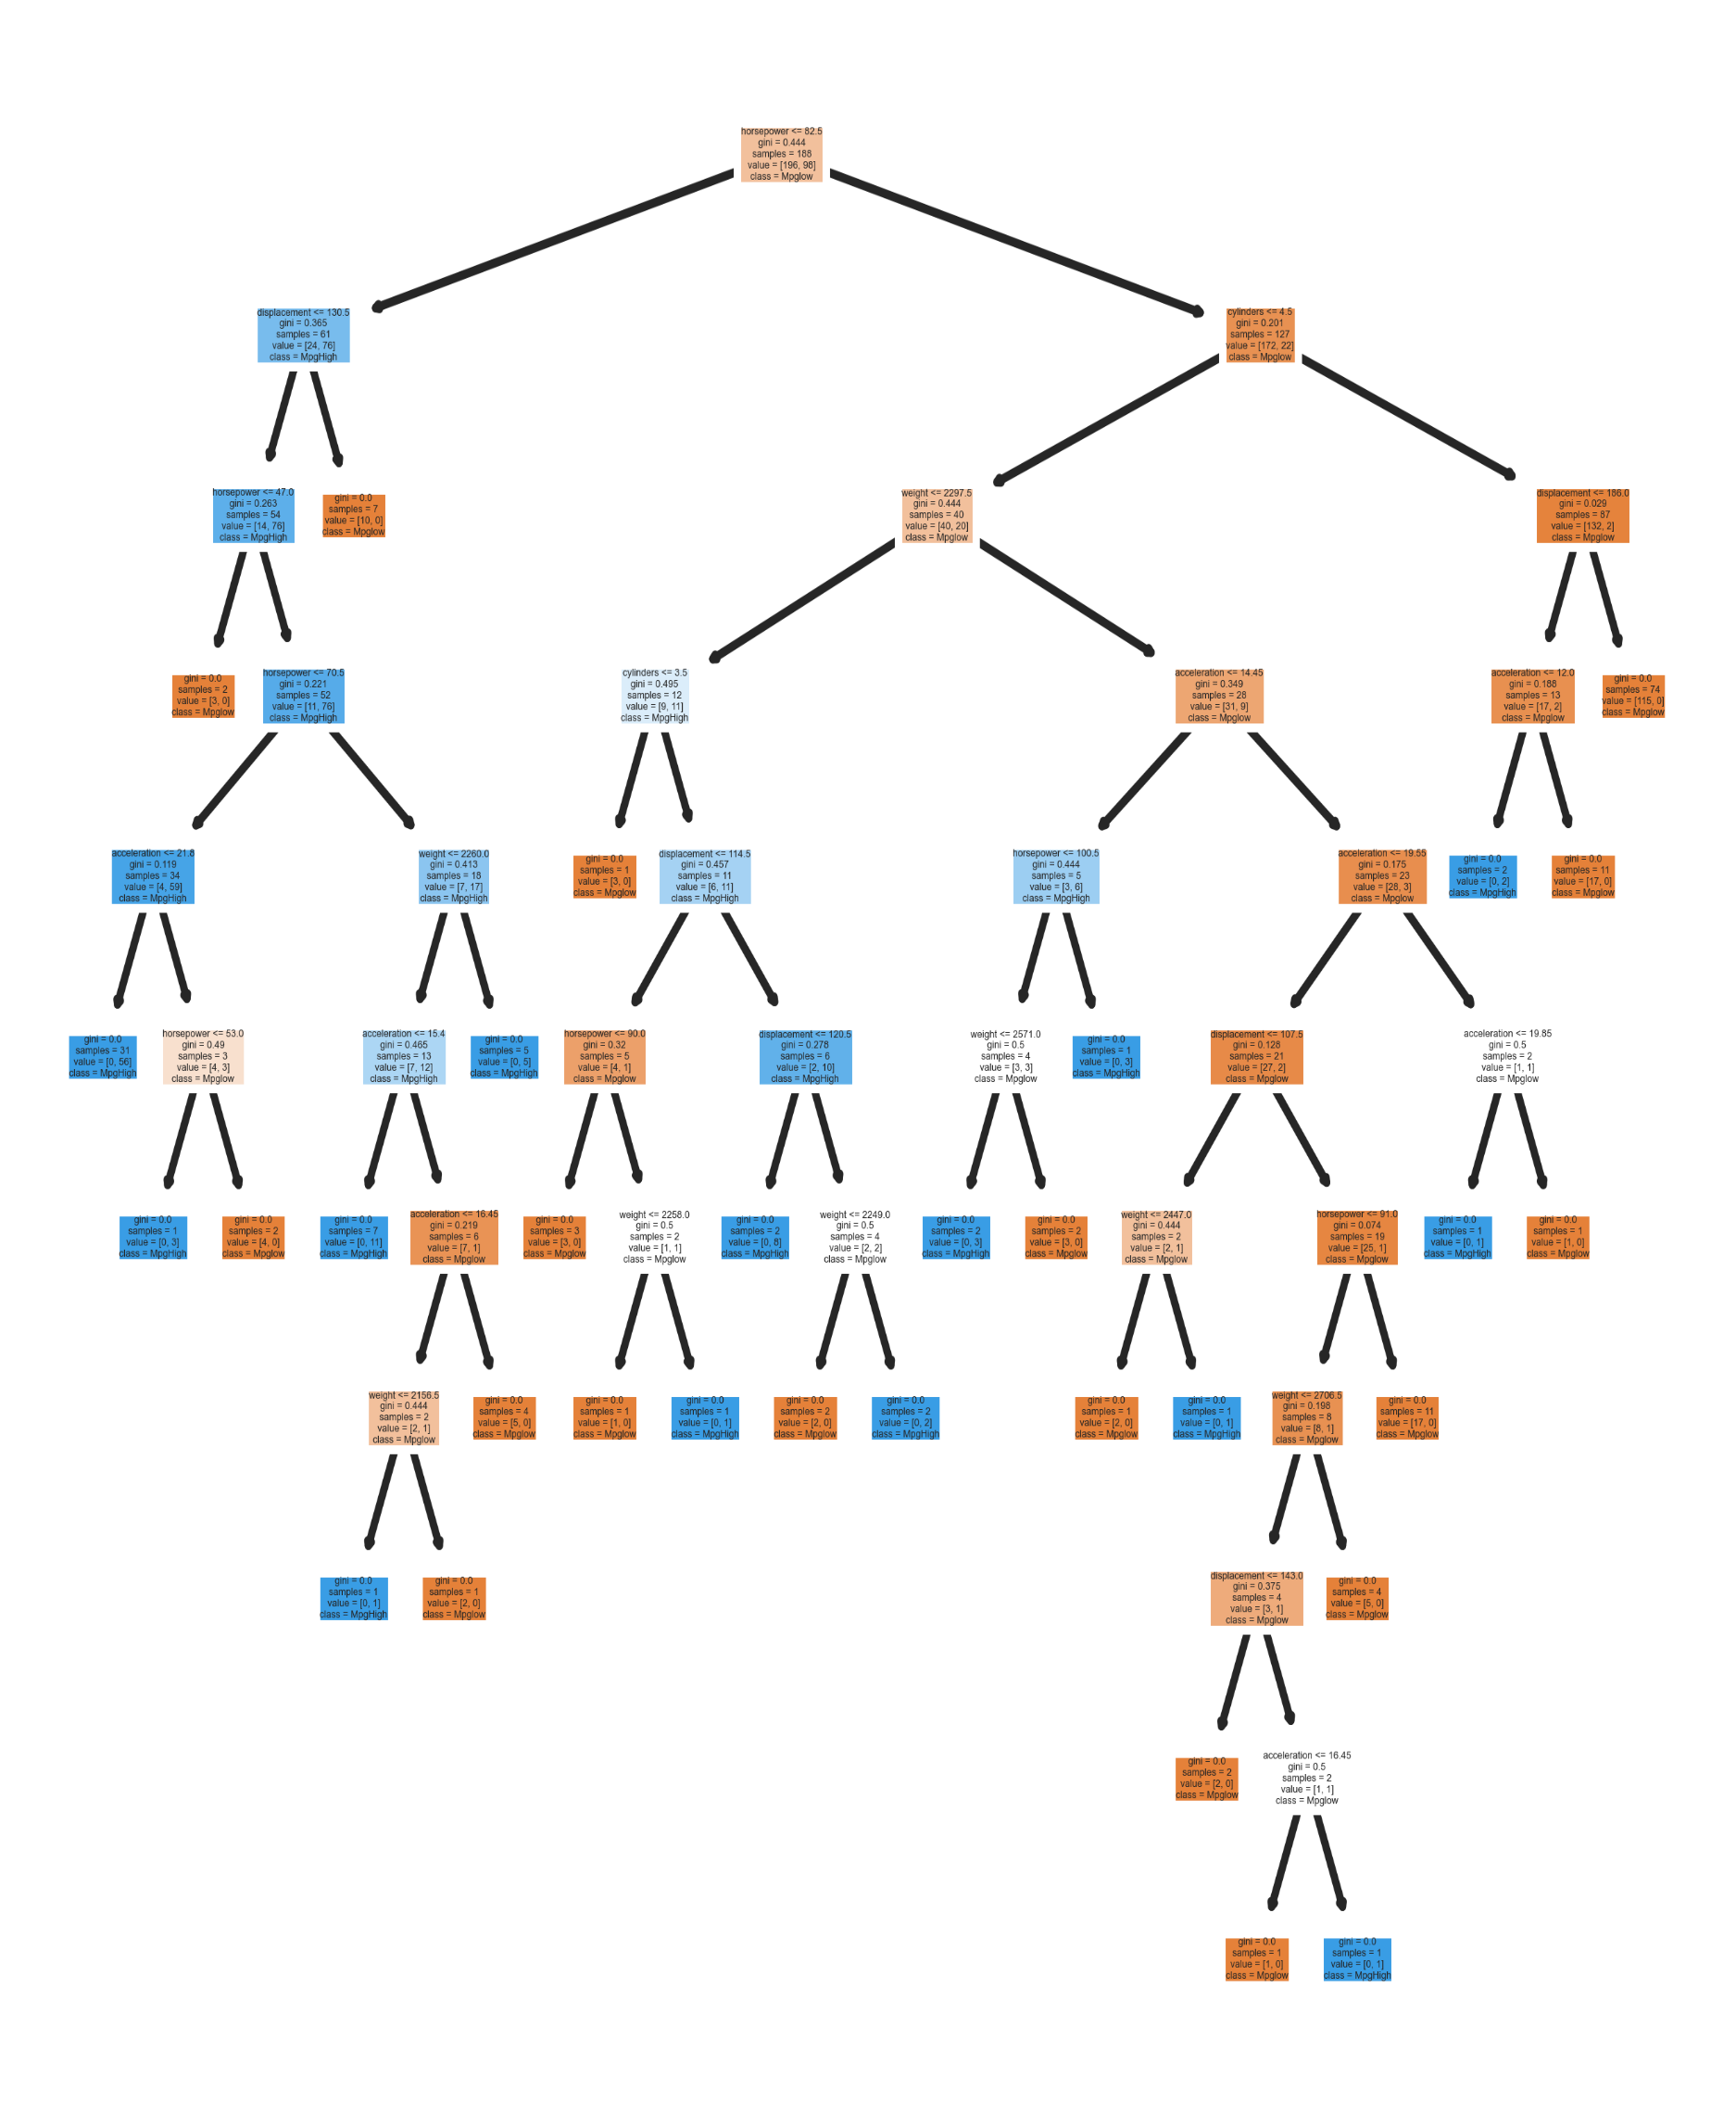 horsepower <= 82.5
gini = 0.444
samples = 188
value = [196, 98]
class = Mpglow
displacement <= 130.5
gini = 0.365
samples = 61
value = [24, 76]
class = MpgHigh
cylinders <= 4.5
gini = 0.201
samples = 127
value = [172, 22]
class = Mpglow
horsepower <= 47.0
gini = 0.263
samples = 54
value = [14, 76]
class = MpgHigh
gini = 0.0
samples = 7
value = [10, 0]
class = Mpglow
weight <= 2297.5
gini = 0.444
samples = 40
value = [40, 20]
class = Mpglow
displacement <= 186.0
gini = 0.029
samples = 87
value = [132, 2]
class = Mpglow
gini = 0.0
samples = 2
value = [3, 0]
class = Mpglow
horsepower <= 70.5
gini = 0.221
samples = 52
value = [11, 76]
class = MpgHigh
cylinders <= 3.5
gini = 0.495
samples = 12
value = [9, 11]
class = MpgHigh
acceleration <= 14.45
gini = 0.349
samples = 28
value = [31, 9]
class = Mpglow
acceleration <= 12.0
gini = 0.188
samples = 13
value = [17, 2]
class = Mpglow
gini = 0.0
samples = 74
value = [115, 0]
class = Mpglow
acceleration <= 21.8
gini = 0.119
samples = 34
value = [4, 59]
class = MpgHigh
weight <= 2260.0
gini = 0.413
samples = 18
value = [7, 17]
class = MpgHigh
gini = 0.0
samples = 1
value = [3, 0]
class = Mpglow
displacement <= 114.5
gini = 0.457
samples = 11
value = [6, 11]
class = MpgHigh
horsepower <= 100.5
gini = 0.444
samples = 5
value = [3, 6]
class = MpgHigh
acceleration <= 19.55
gini = 0.175
samples = 23
value = [28, 3]
class = Mpglow
gini = 0.0
samples = 2
value = [0, 2]
class = MpgHigh
gini = 0.0
samples = 11
value = [17, 0]
class = Mpglow
gini = 0.0
samples = 31
value = [0, 56]
class = MpgHigh
horsepower <= 53.0
gini = 0.49
samples = 3
value = [4, 3]
class = Mpglow
acceleration <= 15.4
gini = 0.465
samples = 13
value = [7, 12]
class = MpgHigh
gini = 0.0
samples = 5
value = [0, 5]
class = MpgHigh
horsepower <= 90.0
gini = 0.32
samples = 5
value = [4, 1]
class = Mpglow
displacement <= 120.5
gini = 0.278
samples = 6
value = [2, 10]
class = MpgHigh
weight <= 2571.0
gini = 0.5
samples = 4
value = [3, 3]
class = Mpglow
gini = 0.0
samples = 1
value = [0, 3]
class = MpgHigh
displacement <= 107.5
gini = 0.128
samples = 21
value = [27, 2]
class = Mpglow
acceleration <= 19.85
gini = 0.5
samples = 2
value = [1, 1]
class = Mpglow
gini = 0.0
samples = 1
value = [0, 3]
class = MpgHigh
gini = 0.0
samples = 2
value = [4, 0]
class = Mpglow
gini = 0.0
samples = 7
value = [0, 11]
class = MpgHigh
acceleration <= 16.45
gini = 0.219
samples = 6
value = [7, 1]
class = Mpglow
gini = 0.0
samples = 3
value = [3, 0]
class = Mpglow
weight <= 2258.0
gini = 0.5
samples = 2
value = [1, 1]
class = Mpglow
gini = 0.0
samples = 2
value = [0, 8]
class = MpgHigh
weight <= 2249.0
gini = 0.5
samples = 4
value = [2, 2]
class = Mpglow
gini = 0.0
samples = 2
value = [0, 3]
class = MpgHigh
gini = 0.0
samples = 2
value = [3, 0]
class = Mpglow
weight <= 2447.0
gini = 0.444
samples = 2
value = [2, 1]
class = Mpglow
horsepower <= 91.0
gini = 0.074
samples = 19
value = [25, 1]
class = Mpglow
gini = 0.0
samples = 1
value = [0, 1]
class = MpgHigh
gini = 0.0
samples = 1
value = [1, 0]
class = Mpglow
weight <= 2156.5
gini = 0.444
samples = 2
value = [2, 1]
class = Mpglow
gini = 0.0
samples = 4
value = [5, 0]
class = Mpglow
gini = 0.0
samples = 1
value = [1, 0]
class = Mpglow
gini = 0.0
samples = 1
value = [0, 1]
class = MpgHigh
gini = 0.0
samples = 2
value = [2, 0]
class = Mpglow
gini = 0.0
samples = 2
value = [0, 2]
class = MpgHigh
gini = 0.0
samples = 1
value = [2, 0]
class = Mpglow
gini = 0.0
samples = 1
value = [0, 1]
class = MpgHigh
weight <= 2706.5
gini = 0.198
samples = 8
value = [8, 1]
class = Mpglow
gini = 0.0
samples = 11
value = [17, 0]
class = Mpglow
gini = 0.0
samples = 1
value = [0, 1]
class = MpgHigh
gini = 0.0
samples = 1
value = [2, 0]
class = Mpglow
displacement <= 143.0
gini = 0.375
samples = 4
value = [3, 1]
class = Mpglow
gini = 0.0
samples = 4
value = [5, 0]
class = Mpglow
gini = 0.0
samples = 2
value = [2, 0]
class = Mpglow
acceleration <= 16.45
gini = 0.5
samples = 2
value = [1, 1]
class = Mpglow
gini = 0.0
samples = 1
value = [1, 0]
class = Mpglow
gini = 0.0
samples = 1
value = [0, 1]
class = MpgHigh